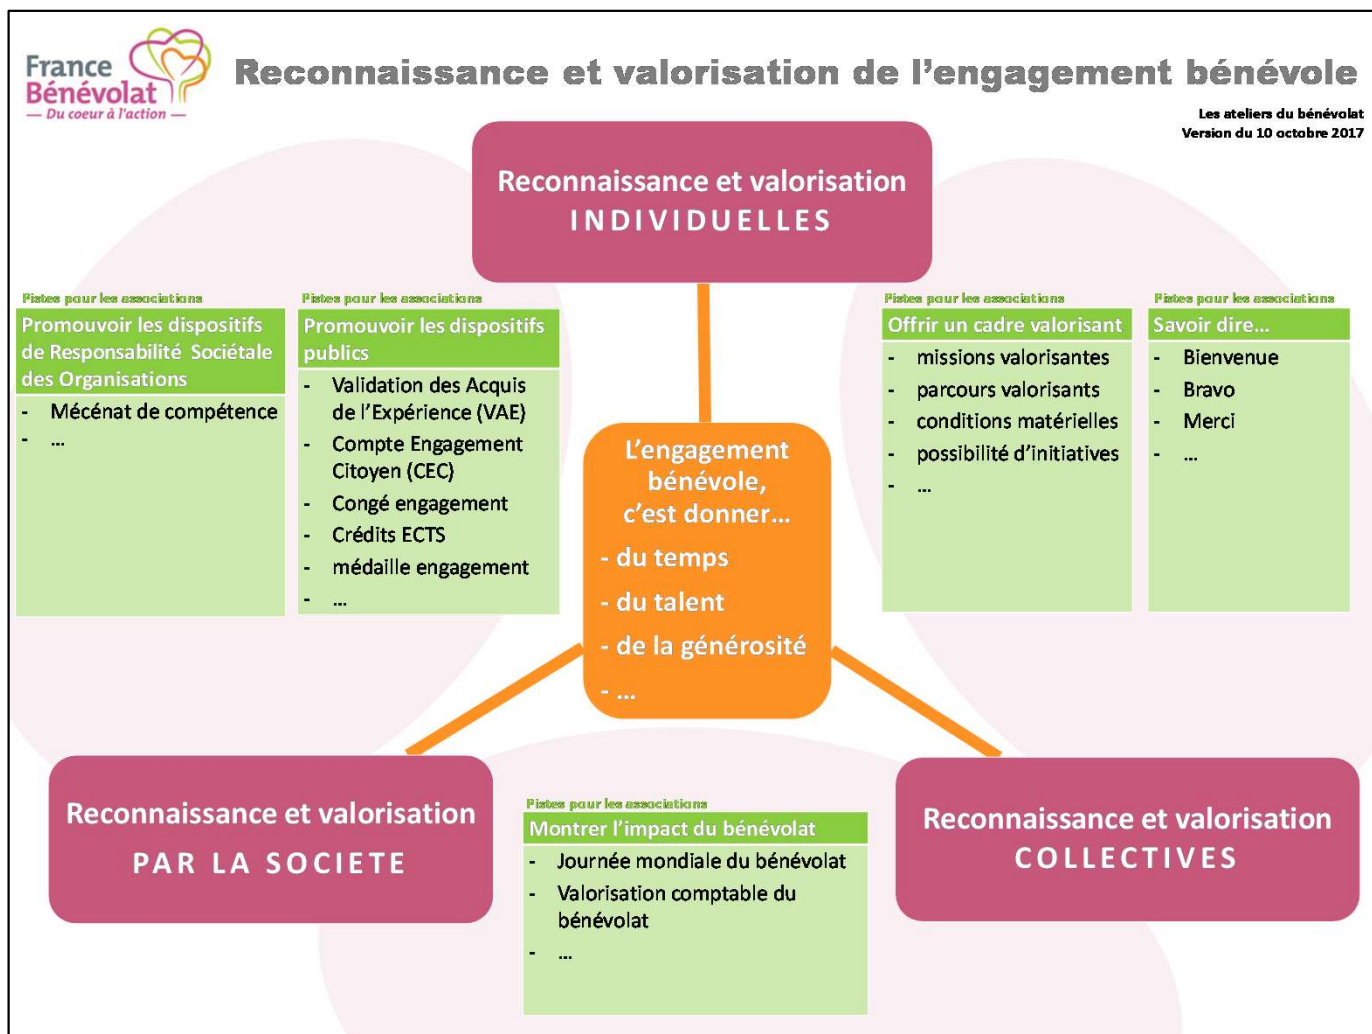 France
Bénévolat
Du coeur à l'action
Reconnaissance et valorisation de l'engagement bénévole
Les ateliers du bénévolat
Version du 10 octobre 2017
Reconnaissance et valorisation
INDIVIDUELLES
Pistes pour les associations
Promouvoir les dispositifs
de Responsabilité Sociétale
des Organisations
- Mécénat de compétence
- ...
Pistes pour les associations
Promouvoir les dispositifs
publics
- Validation des Acquis
de l'Expérience (VAE)
- Compte Engagement
Citoyen (CEC)
- Congé engagement
- Crédits ECTS
- médaille engagement
- ...
L'engagement
bénévole,
c'est donner...
- du temps
- du talent
- de la générosité
- ...
Pistes pour les associations
Offrir un cadre valorisant
- missions valorisantes
- parcours valorisants
- conditions matérielles
- possibilité d'initiatives
- ...
Pistes pour les associations
Savoir dire...
- Bienvenue
- Bravo
- Merci
- ...
Reconnaissance et valorisation
PAR LA SOCIETE
Pistes pour les associations
Montrer l'impact du bénévolat
- Journée mondiale du bénévolat
- Valorisation comptable du
bénévolat
- ...
Reconnaissance et valorisation
COLLECTIVES